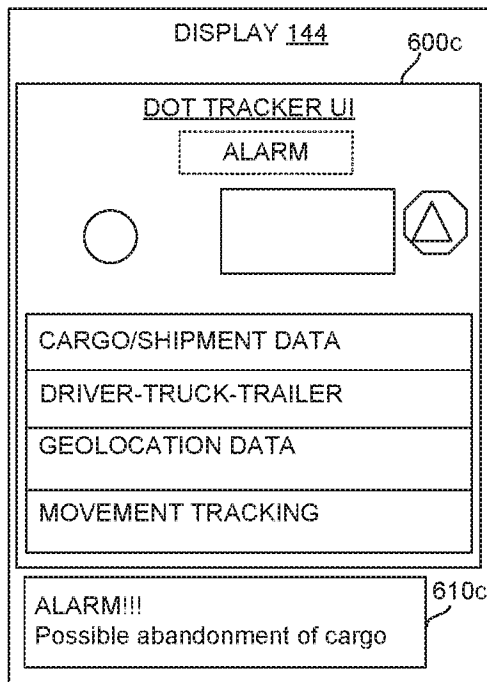 DISPLAY 144
600c
DOT TRACKER UI
ALARM
CARGO/SHIPMENT DATA
DRIVER-TRUCK-TRAILER
GEOLOCATION DATA
MOVEMENT TRACKING
610c
ALARM!!!
Possible abandonment of cargo